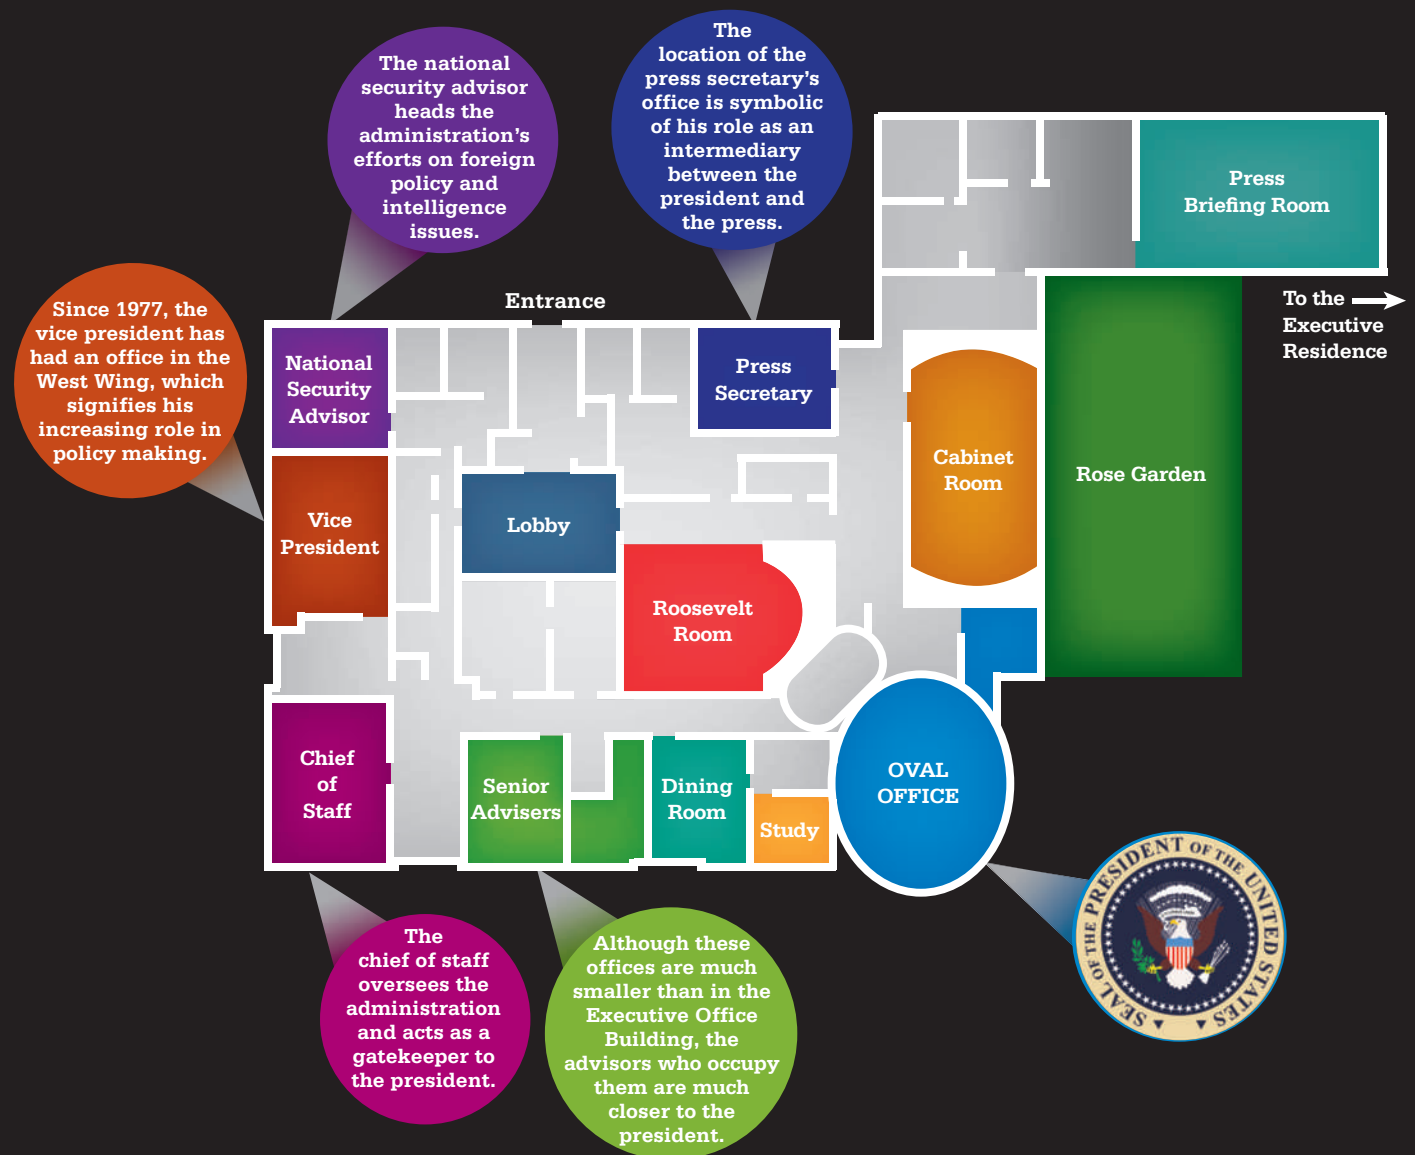 The national
security advisor
heads the
administration's
efforts on foreign
policy and
intelligence
issues.
The
location of the
press secretary's
office is symbolic
of his role as an
intermediary
between the
president and
the press.
Press
Briefing Room
Since 1977, the
vice president has
had an office in the
West Wing, which
signifies his
increasing role in
policy making.
Entrance
To the
Executive
Residence
National
Security
Advisor
Press
Secretary
Cabinet
Room
Rose Garden
Vice
President
Lobby
Roosevelt
Room
Chief
of
Staff
Senior
Advisers
Dining
Room
Study
OVAL
OFFICE
The
chief of staff
oversees the
administration
and acts as a
gatekeeper to
the president.
Although these
offices are much
smaller than in the
Executive Office
Building, the
advisors who occupy
them are much
closer to the
president.
SEAL OF THE PRESIDENT OF THE UNITED STATES